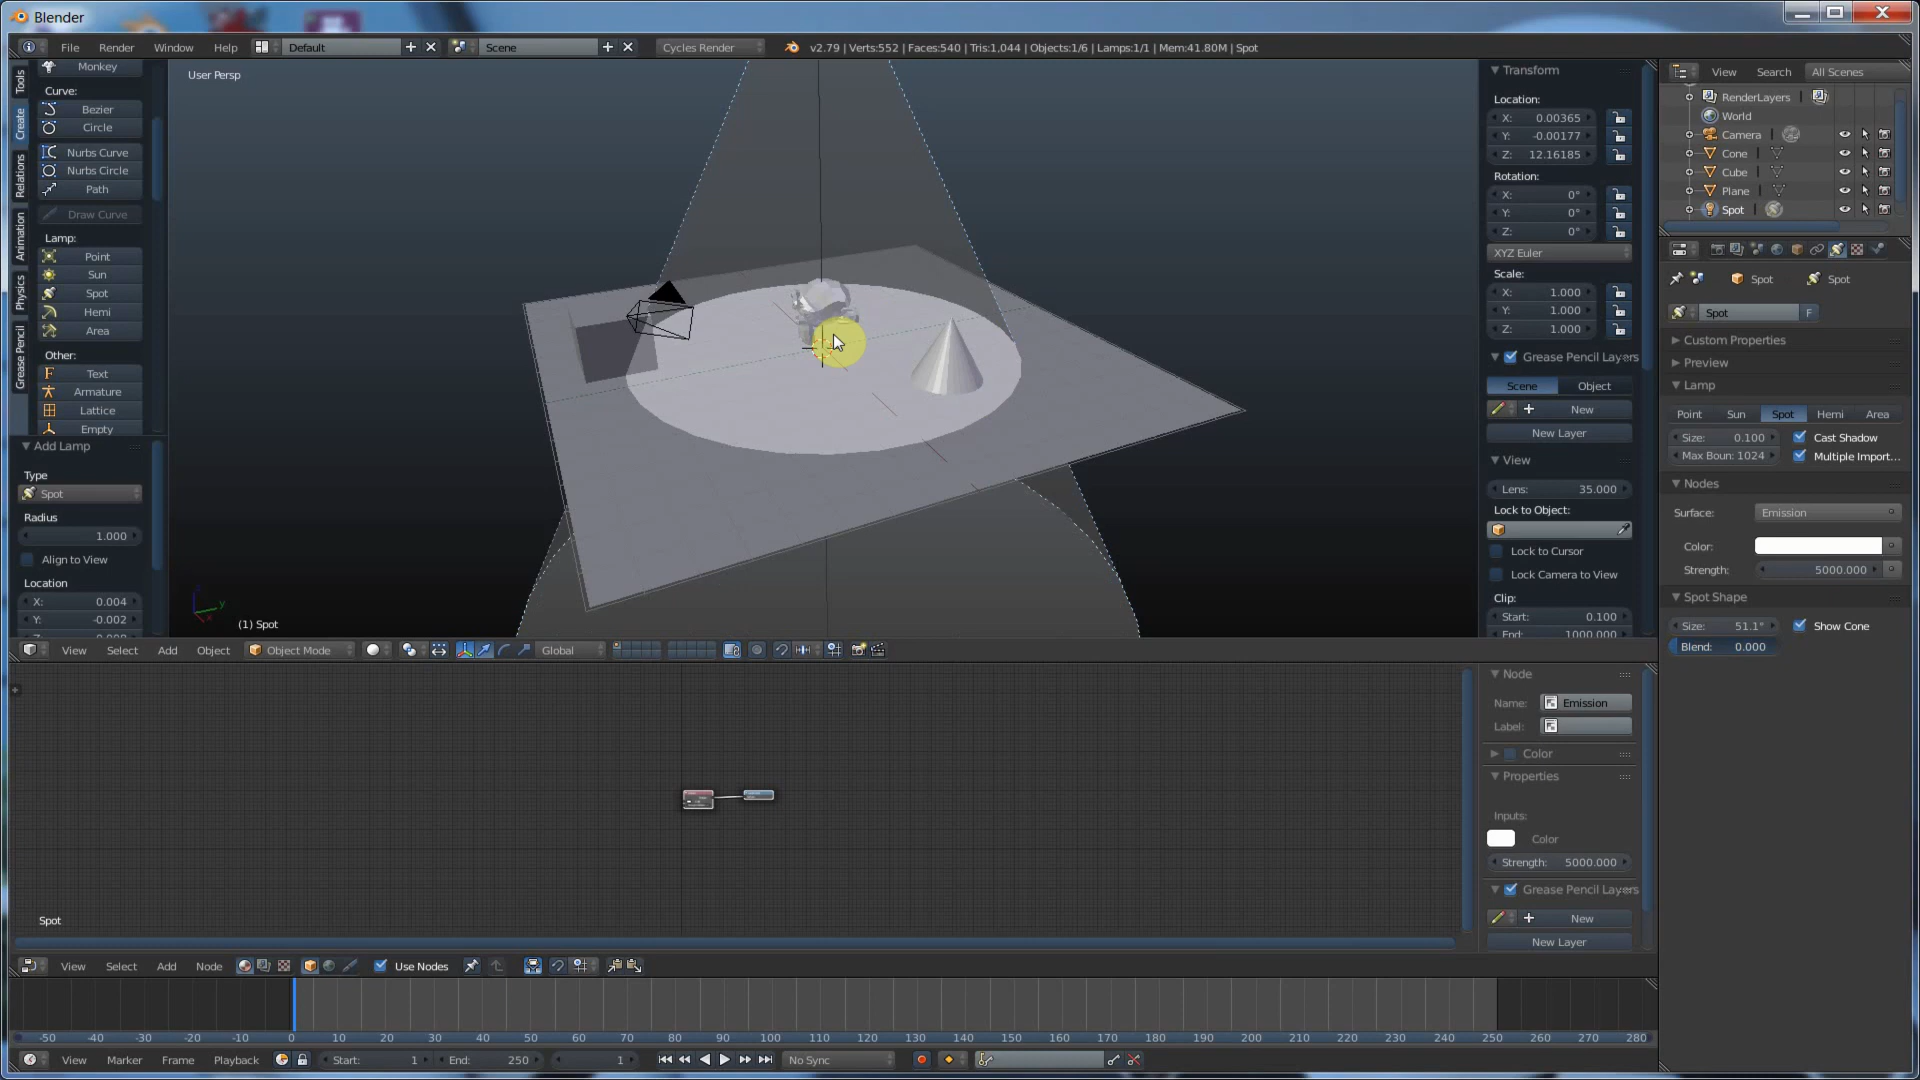 Blender
File Render Window Help Default Scene Cycles Render v2.79 | Verts:552 | Faces:540 | Tris:1,044 | Objects:1/6 | Lamps:1/1 | Mem:41.80M | Spot
Tools
Create
Relations
Animation
Physics
Grease Pencil
Monkey
Curve:
Bezier
Circle
Nurbs Curve
Nurbs Circle
Path
Draw Curve
Lamp:
Point
Sun
Spot
Hemi
Area
Other:
Text
Armature
Lattice
Empty
Add Lamp
Type
Spot
Radius
1.000
Align to View
Location
X: 0.004
Y: -0.002
User Persp
(1) Spot
Transform
Location:
X: 0.00365
Y: -0.00177
Z: 12.16185
Rotation:
X: 0°
Y: 0°
Z: 0°
XYZ Euler
Scale:
X: 1.000
Y: 1.000
Z: 1.000
Grease Pencil Layers
Scene Object
New
New Layer
View
Lens: 35.000
Lock to Object:
Lock to Cursor
Lock Camera to View
Clip:
Start: 0.100
End: 1000.000
View Search All Scenes
RenderLayers
World
Camera
Cone
Cube
Plane
Spot
Spot Spot
Spot F
Custom Properties
Preview
Lamp
Point Sun Spot Hemi Area
Size: 0.100 Cast Shadow
Max Boun: 1024 Multiple Import...
Nodes
Surface: Emission
Color:
Strength: 5000.000
Spot Shape
Size: 51.1° Show Cone
Blend: 0.000
View Select Add Object Object Mode Global
Node
Name: Emission
Label:
Color
Properties
Inputs:
Color
Strength: 5000.000
Grease Pencil Layers
New
New Layer
Spot
View Select Add Node Use Nodes
-50 -40 -30 -20 -10 0 10 20 30 40 50 60 70 80 90 100 110 120 130 140 150 160 170 180 190 200 210 220 230 240 250 260 270 280
View Marker Frame Playback Start: 1 End: 250 1 No Sync